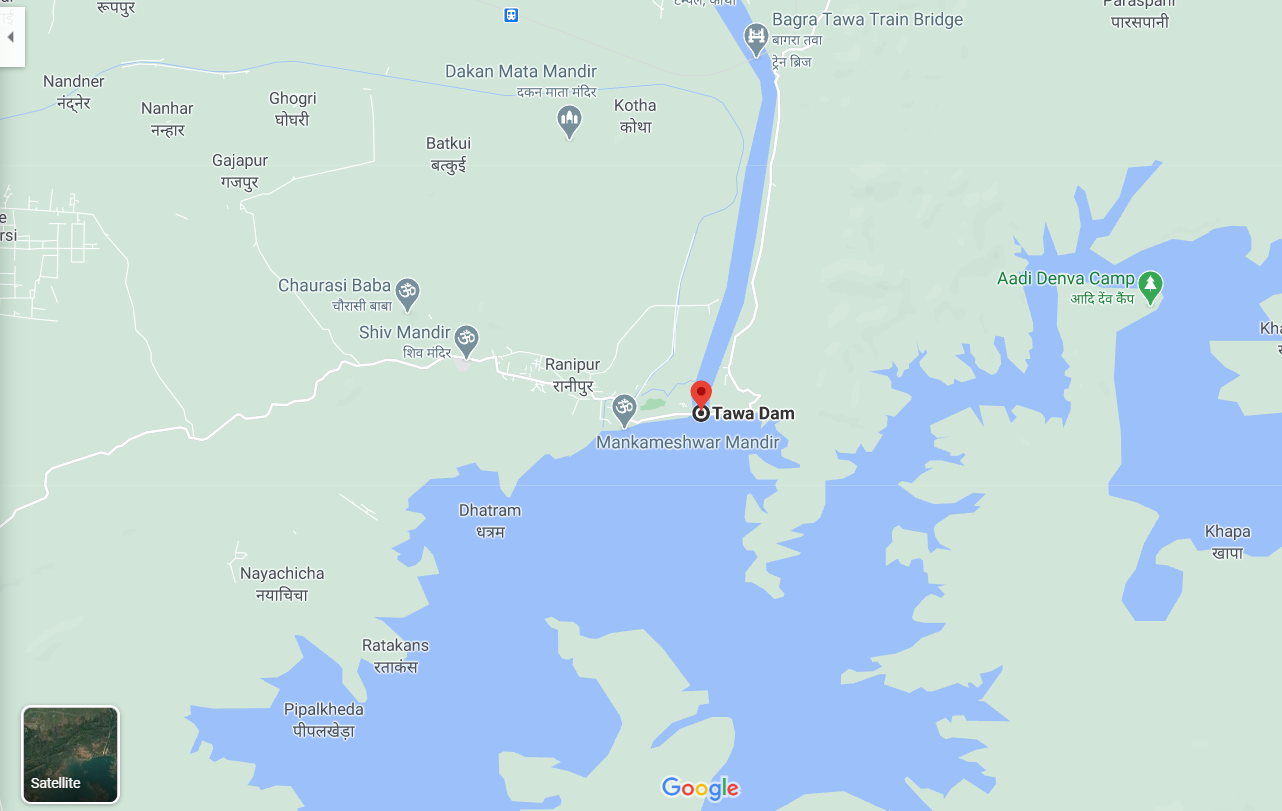 रूपपुर
Bagra Tawa Train Bridge
बागरा तवा
ट्रेन ब्रिज
पारसपानी
Nandner
नंद्नेर
Nanhar
नन्हार
Ghogri
घोघरी
Dakan Mata Mandir
दकन माता मंदिर
Kotha
कोथा
Batkui
बत्कुई
Gajapur
गजपुर
Chaurasi Baba
चौरासी बाबा
Shiv Mandir
शिव मंदिर
Aadi Denva Camp
आदि देंव कैंप
Ranipur
रानीपुर
Tawa Dam
Mankameshwar Mandir
Dhatram
धत्रम
Khapa
खापा
Nayachicha
नयाचिचा
Ratakans
रताकंस
Pipalkheda
पीपलखेड़ा
Satellite
Google